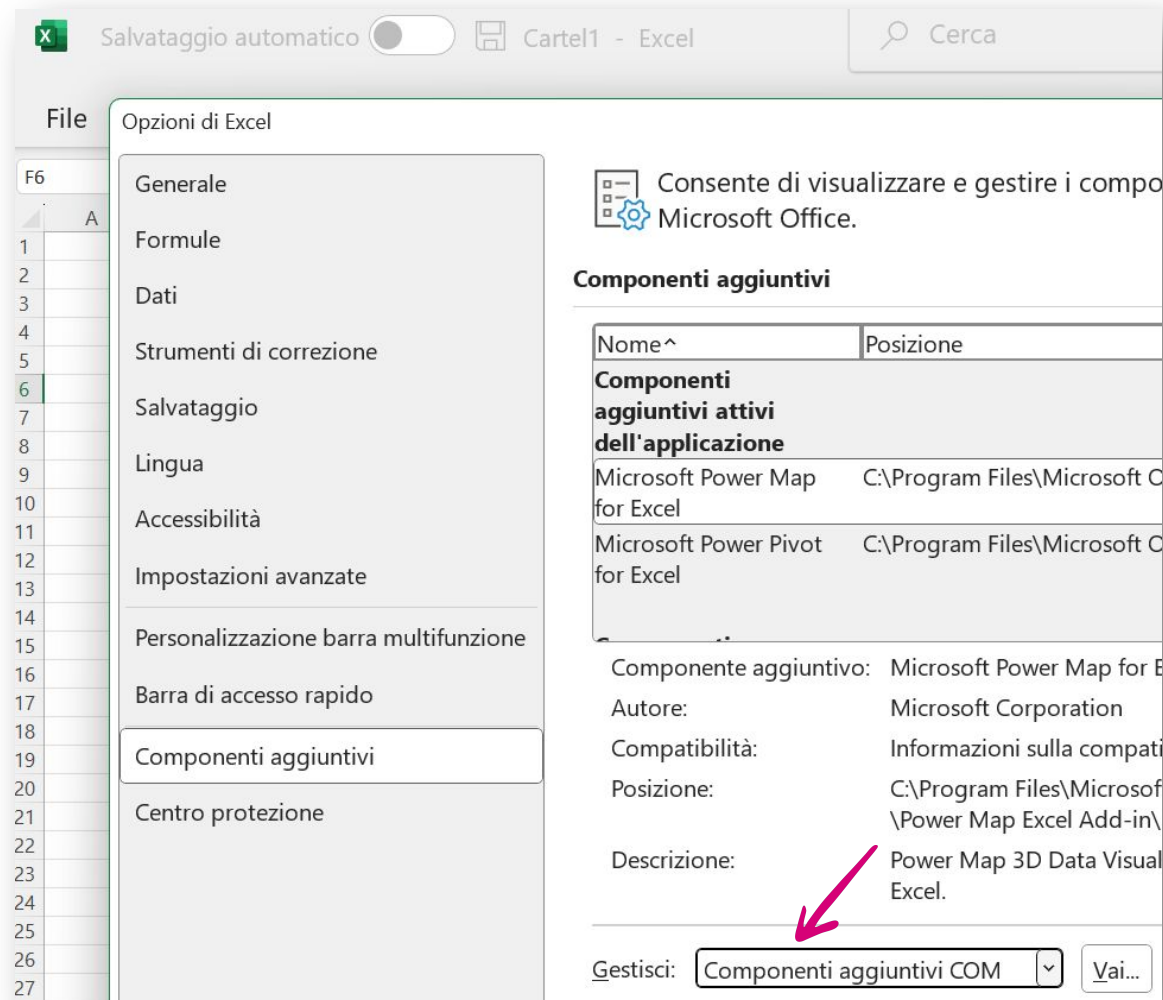 Salvataggio automatico
Cartel1 - Excel
Cerca
File
Opzioni di Excel
F6
A
1
2
3
4
5
6
7
8
9
10
11
12
13
14
15
16
17
18
19
20
21
22
23
24
25
26
27
Generale
Formule
Dati
Strumenti di correzione
Salvataggio
Lingua
Accessibilità
Impostazioni avanzate
Personalizzazione barra multifunzione
Barra di accesso rapido
Componenti aggiuntivi
Centro protezione
Consente di visualizzare e gestire i compo
Microsoft Office.
Componenti aggiuntivi
Nome^ Posizione
Componenti
aggiuntivi attivi
dell'applicazione
Microsoft Power Map C:\Program Files\Microsoft O
for Excel
Microsoft Power Pivot C:\Program Files\Microsoft O
for Excel
Componente aggiuntivo: Microsoft Power Map for E
Autore: Microsoft Corporation
Compatibilità: Informazioni sulla compati
Posizione: C:\Program Files\Microsof
\Power Map Excel Add-in\
Descrizione: Power Map 3D Data Visual
Excel.
Gestisci: Componenti aggiuntivi COM Vai...